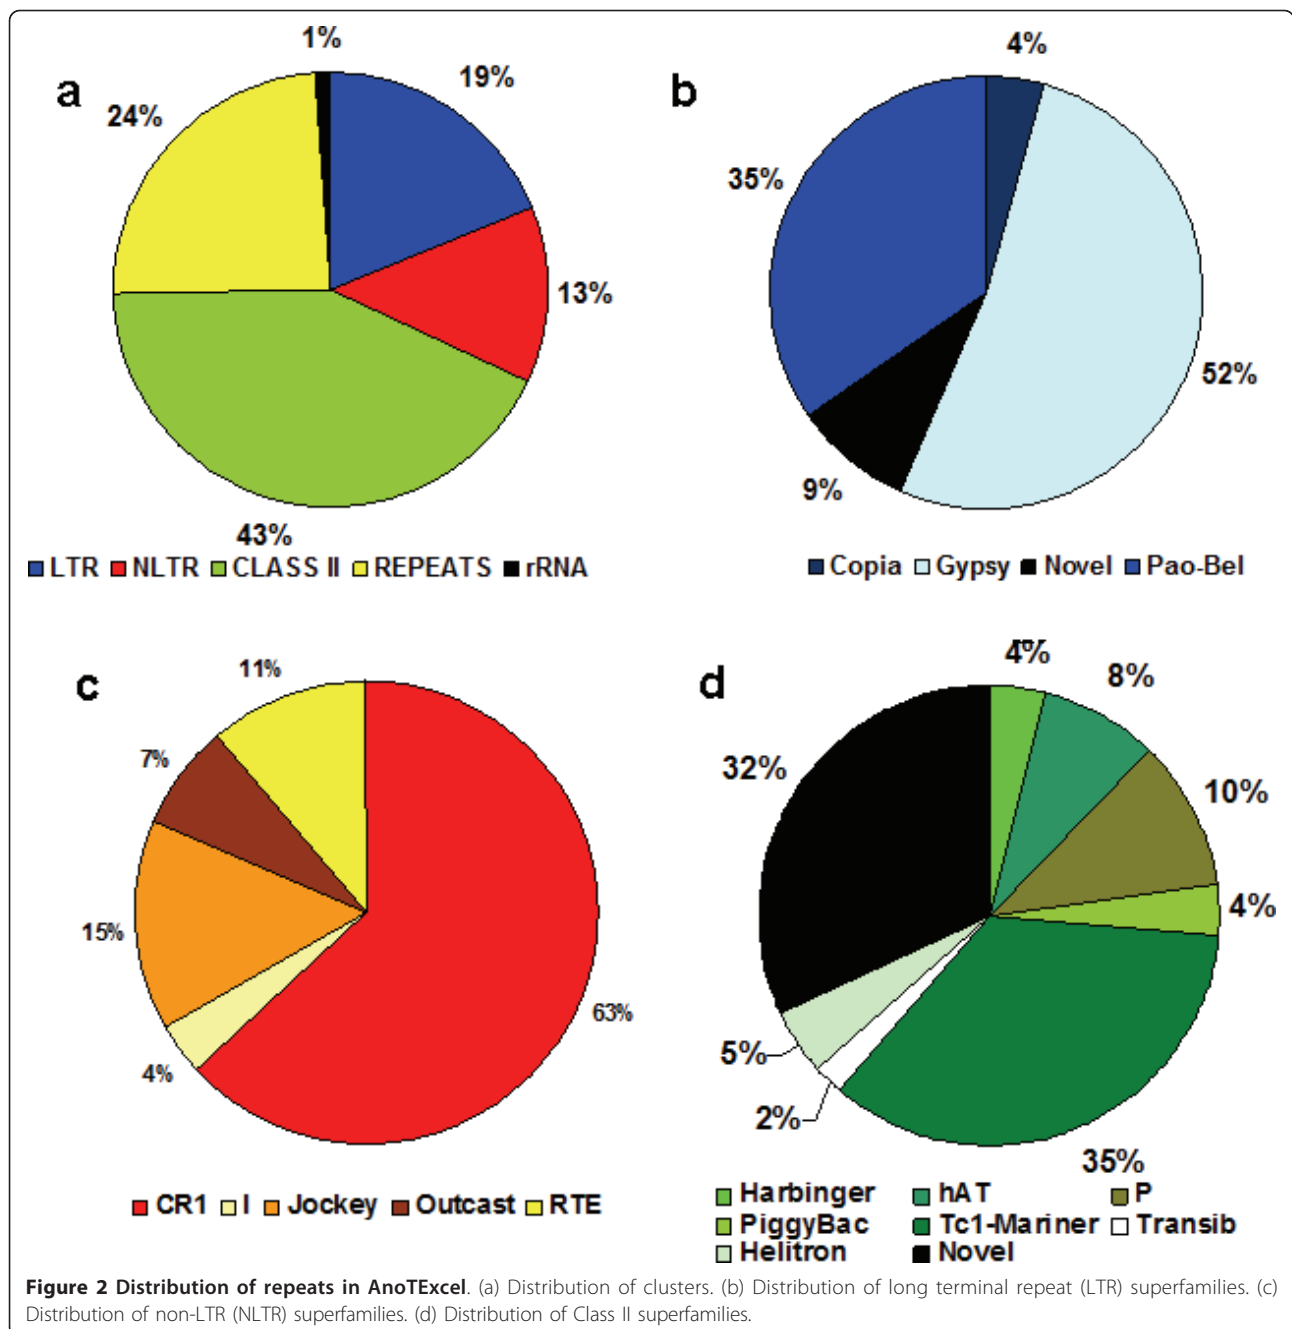 a
1%
19%
24%
13%
43%
LTR NLTR CLASS II REPEATS rRNA
b
4%
35%
52%
9%
Copia Gypsy Novel Pao-Bel
c
11%
7%
15%
63%
4%
CR1 I Jockey Outcast RTE
d
4%
8%
32%
10%
4%
5%
2%
35%
Harbinger hAT P
PiggyBac Tc1-Mariner Transib
Helitron Novel
Figure 2 Distribution of repeats in AnoTExcel. (a) Distribution of clusters. (b) Distribution of long terminal repeat (LTR) superfamilies. (c)
Distribution of non-LTR (NLTR) superfamilies. (d) Distribution of Class II superfamilies.